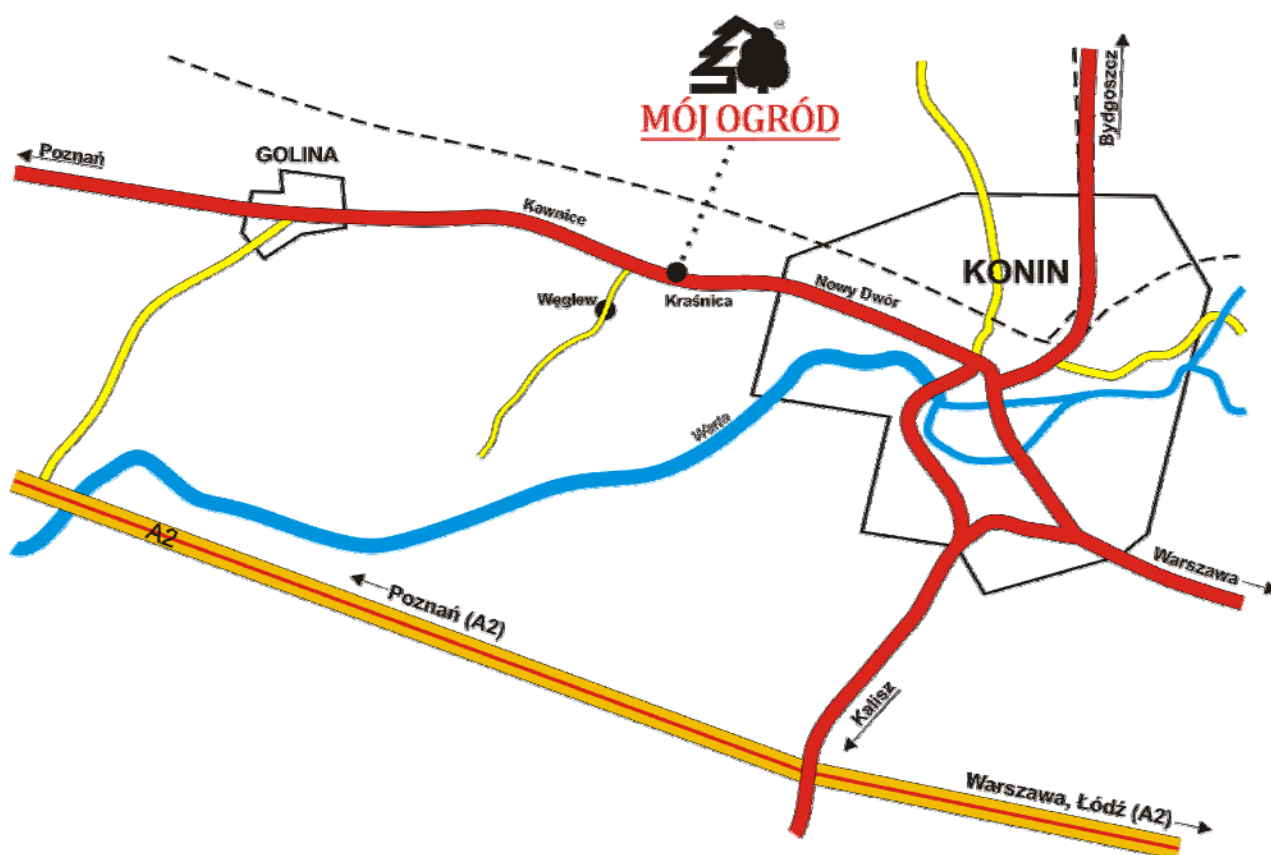 ®
MÓJ OGRÓD
Bydgoszcz
Poznań
GOLINA
Kawnice
KONIN
Nowy Dwór
Węglew
Kraśnica
Warta
A2
Warszawa
Poznań (A2)
Kalisz
Warszawa, Łódź (A2)